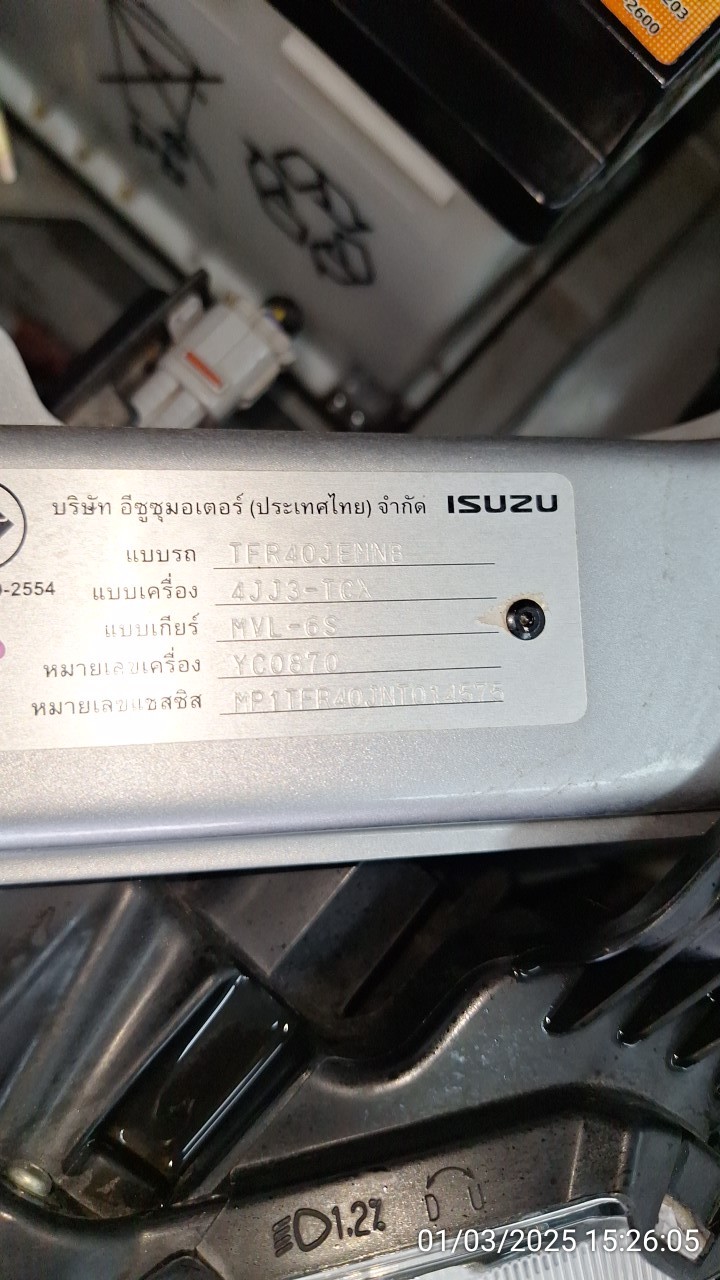 203
-2600
บริษัท อีซูซุมอเตอร์ (ประเทศไทย) จำกัด ISUZU
แบบรถ TFR40JEMNB
-2554 แบบเครื่อง 4JJ3-TCX
แบบเกียร์ MVL-6S
หมายเลขเครื่อง YC0870
หมายเลขแชสซิส MP1TFR40JNT014575
1.2%
D U
01/03/2025 15:26:05